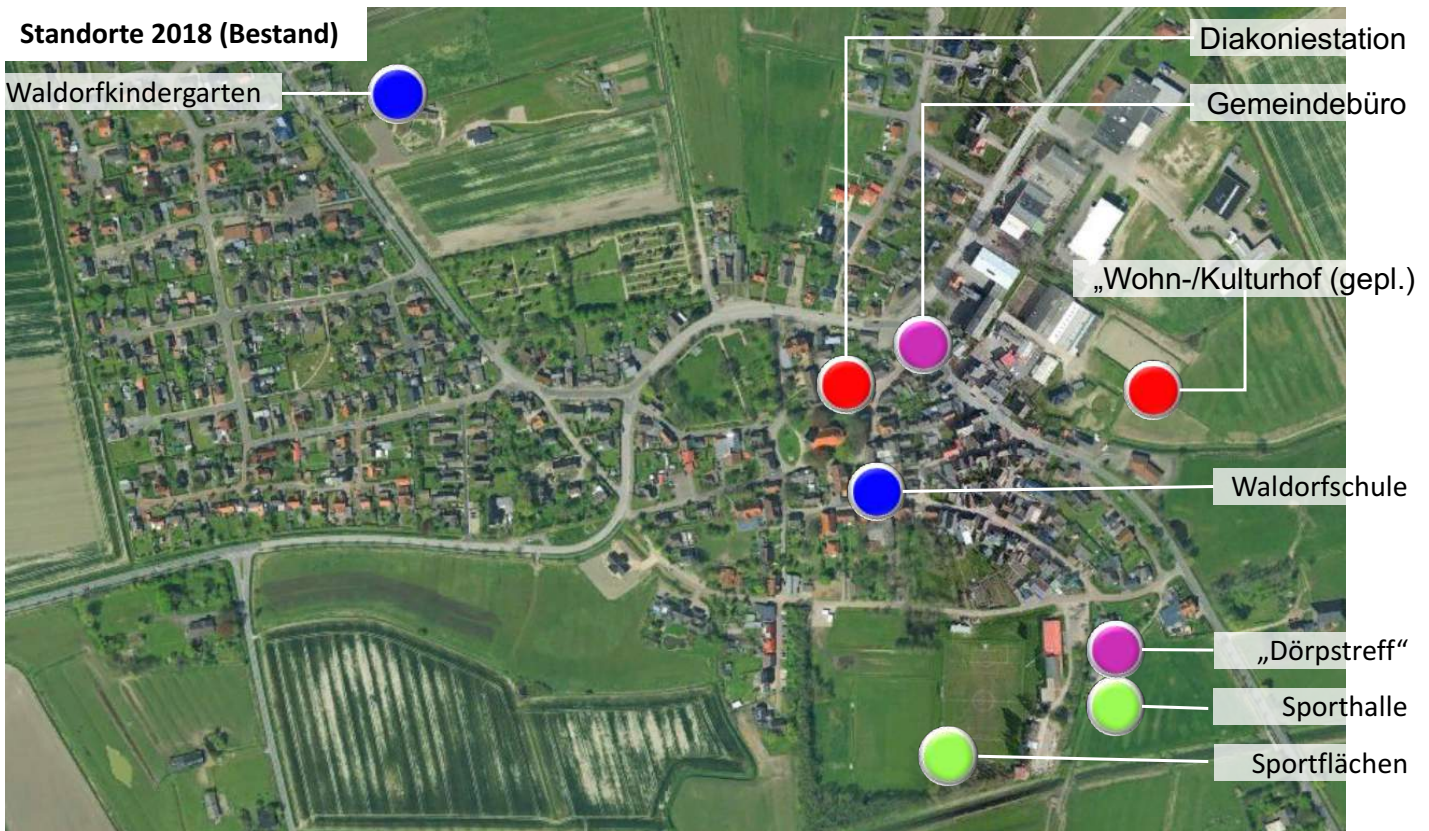 Standorte 2018 (Bestand)
Waldorfkindergarten
Diakoniestation
Gemeindebüro
„Wohn-/Kulturhof (gepl.)
Waldorfschule
„Dörpstreff“
Sporthalle
Sportflächen